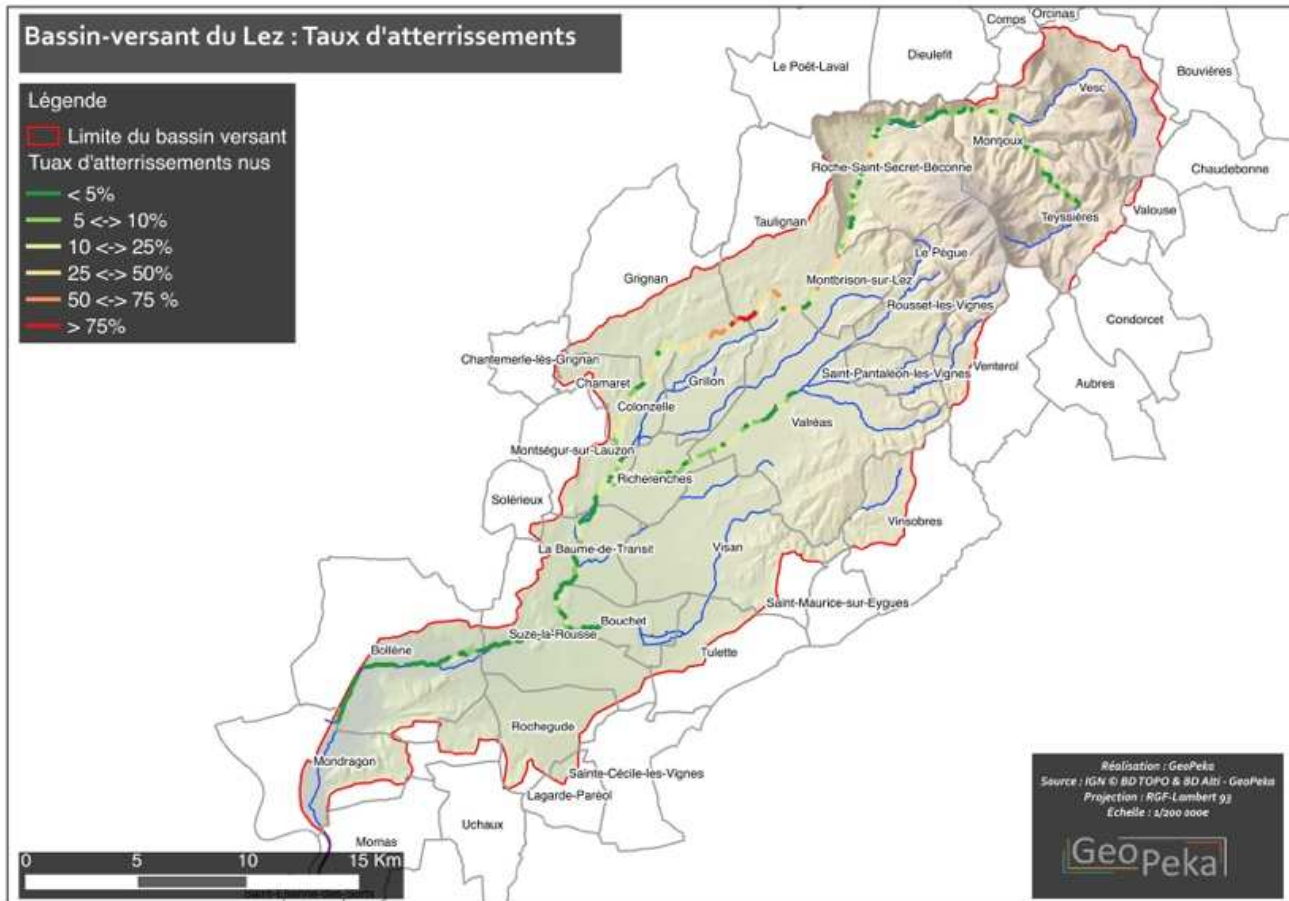 Bassin-versant du Lez : Taux d'atterrissements
Légende
Limite du bassin versant
Tuax d'atterrissements nus
< 5%
5 <-> 10%
10 <-> 25%
25 <-> 50%
50 <-> 75 %
> 75%
Orcinas
Comps
Dieulefit
Le Poët-Laval
Bouvières
Vesc
Montjoux
Roche-Saint-Secret-Béconne
Chaudebonne
Valouse
Teyssières
Taulignan
Le Pègue
Grignan
Montbrison-sur-Lez
Rousset-les-Vignes
Condorcet
Chantemerle-lès-Grignan
Venterol
Saint-Pantaléon-les-Vignes
Aubres
Chamaret
Grillon
Colonzelle
Valréas
Montségur-sur-Lauzon
Richerenches
Solérieux
Vinsobres
La Baume-de-Transit
Visan
Saint-Maurice-sur-Eygues
Bouchet
Suze-la-Rousse
Bollène
Tulette
Rochegude
Mondragon
Sainte-Cécile-les-Vignes
Lagarde-Paréol
Uchaux
Mornas
0 5 10 15 Km
Saint-Etienne-des-Sorts
Réalisation : GeoPeka
Source : IGN © BD TOPO & BD Alti - GeoPeka
Projection : RGF-Lambert 93
Echelle : 1/200 000e
GeoPeka